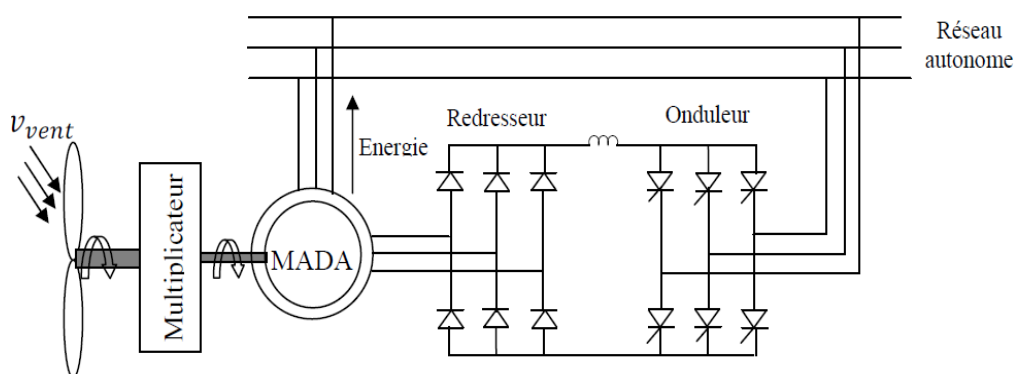 Réseau
autonome
v_vent
Redresseur
Onduleur
Energie
Multiplicateur
MADA